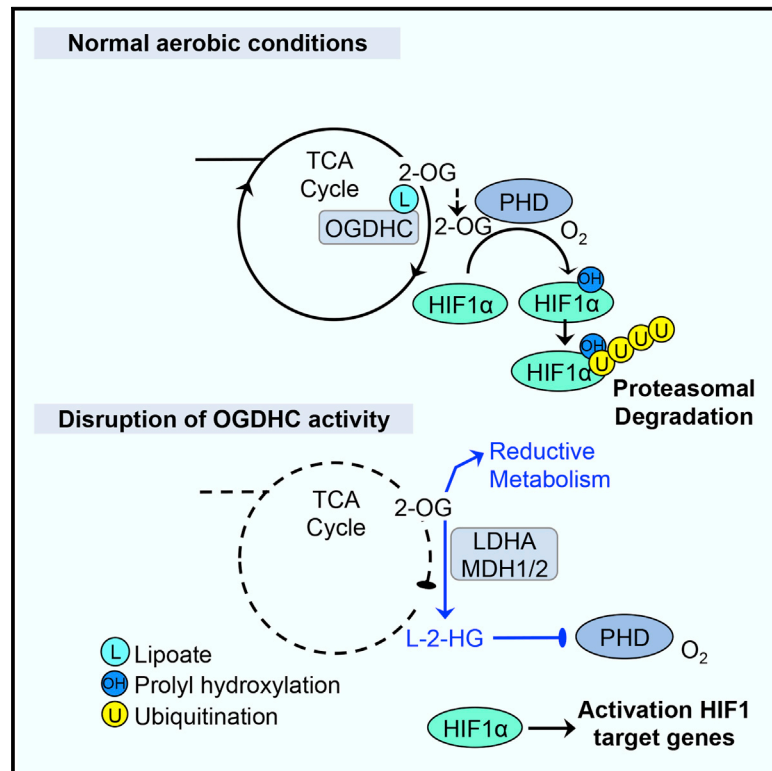 Normal aerobic conditions
TCA
Cycle
2-OG
L
OGDHC
2-OG
PHD
O2
HIF1α
OH
HIF1α
OH
HIF1α
U
U
U
U
Proteasomal
Degradation
Disruption of OGDHC activity
Reductive
Metabolism
TCA
Cycle
2-OG
LDHA
MDH1/2
L-2-HG
PHD
O2
L Lipoate
OH Prolyl hydroxylation
U Ubiquitination
HIF1α
Activation HIF1
target genes